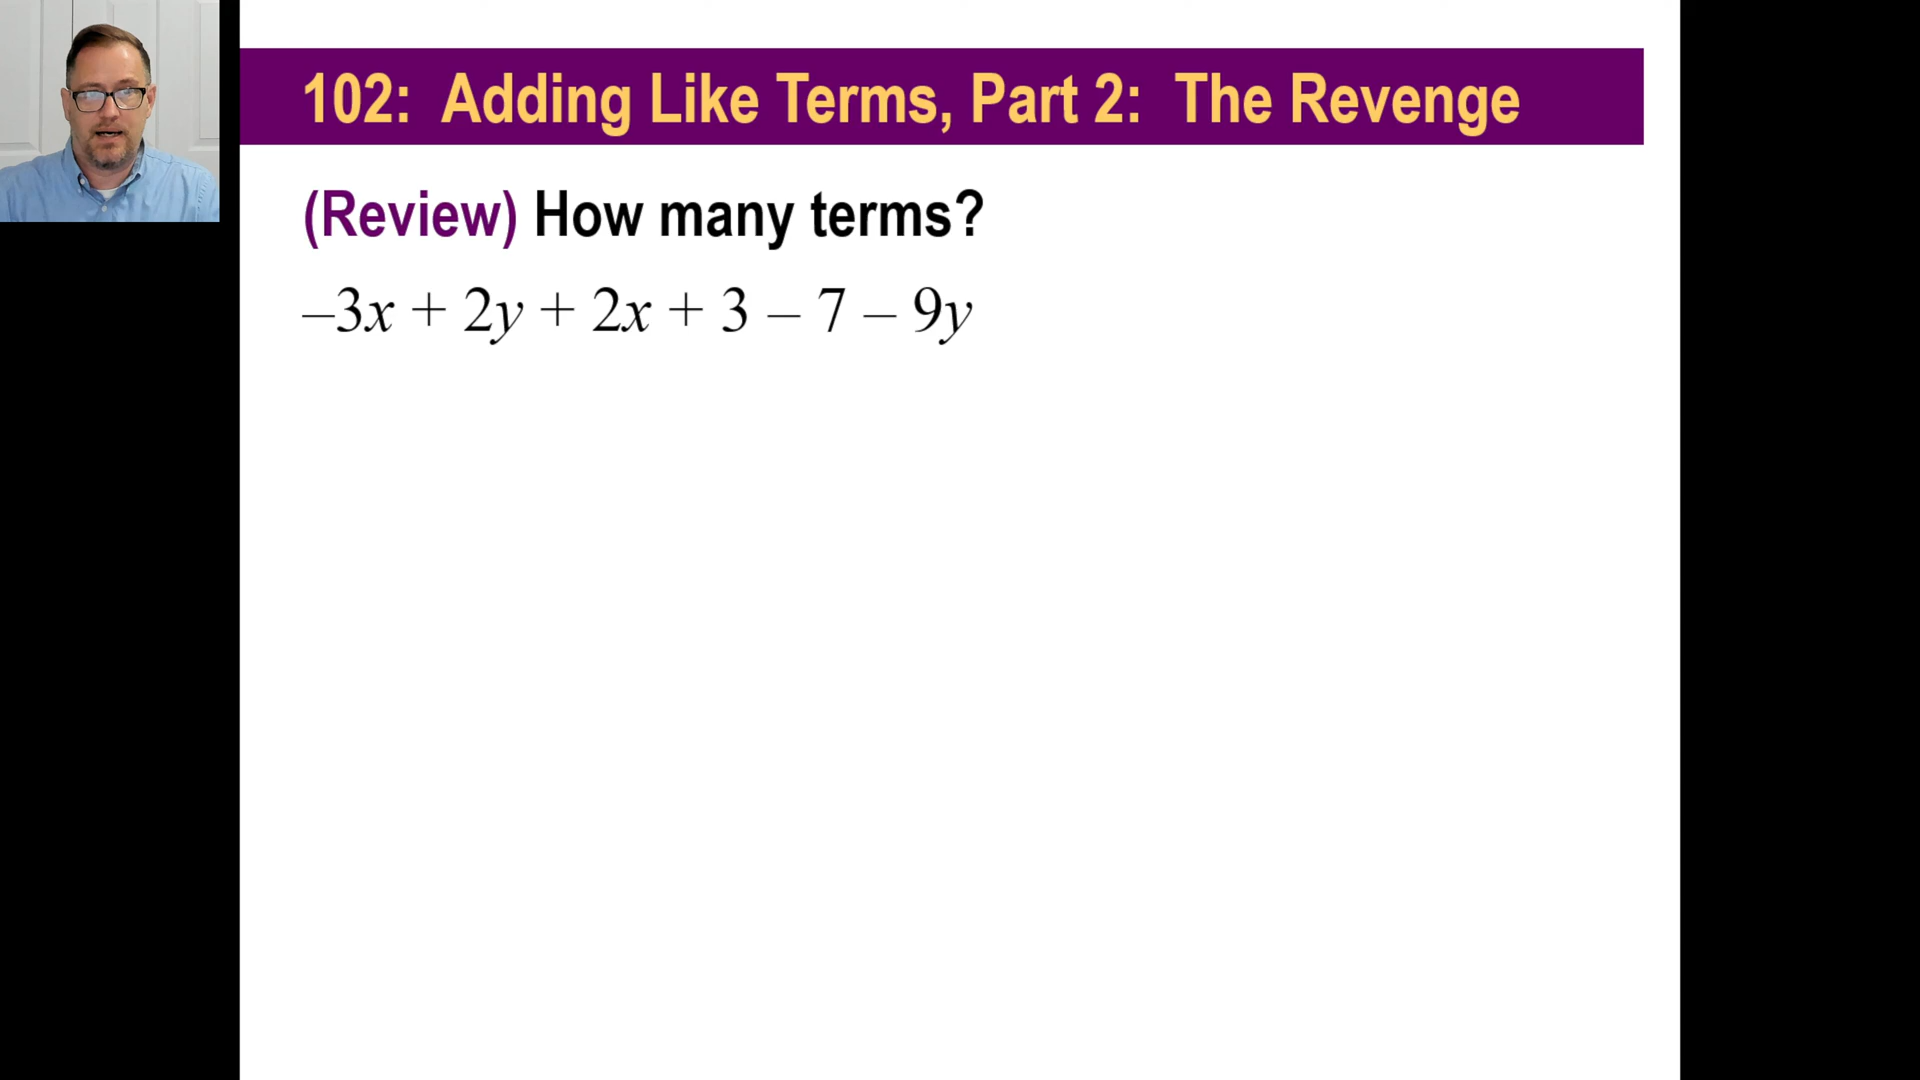 102: Adding Like Terms, Part 2: The Revenge
(Review) How many terms?
–3x + 2y + 2x + 3 – 7 – 9y